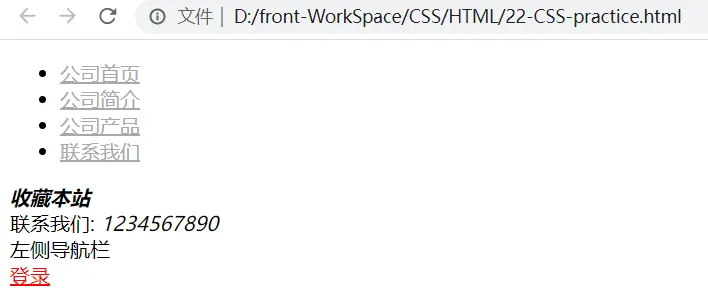 文件 | D:/front-WorkSpace/CSS/HTML/22-CSS-practice.html
公司首页
公司简介
公司产品
联系我们
收藏本站
联系我们: 1234567890
左侧导航栏
登录